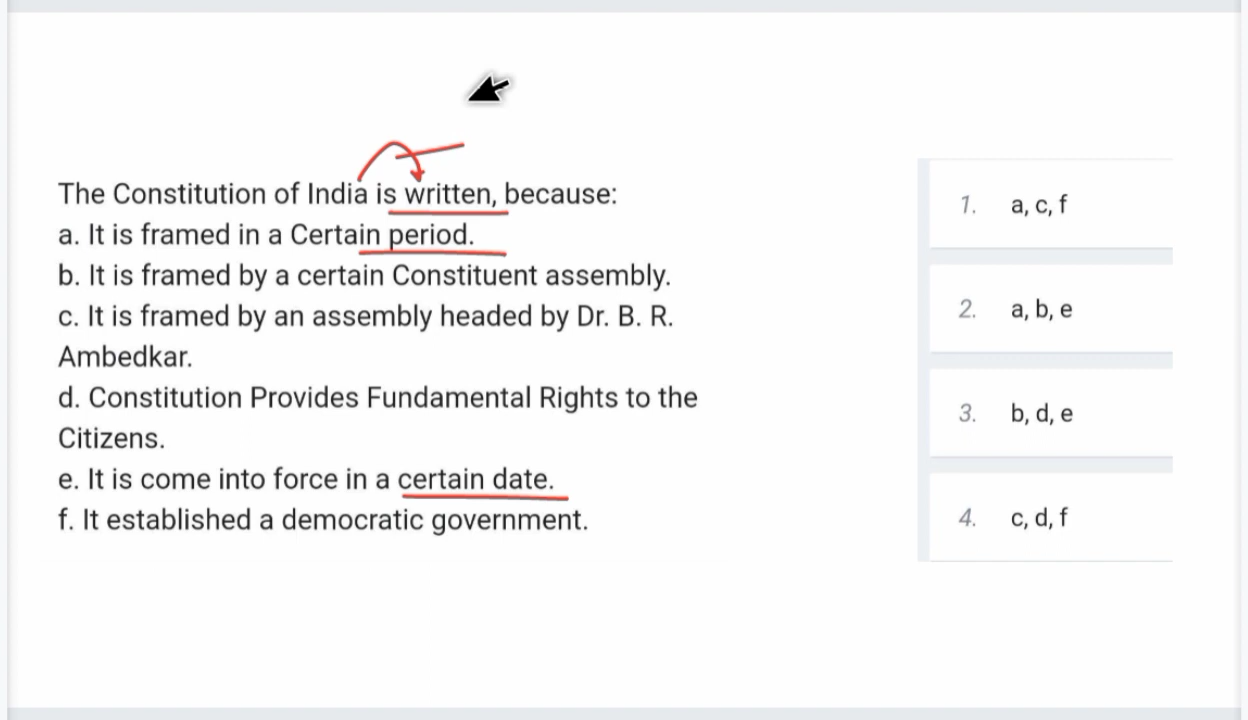 The Constitution of India is written, because:
a. It is framed in a Certain period.
b. It is framed by a certain Constituent assembly.
c. It is framed by an assembly headed by Dr. B. R.
Ambedkar.
d. Constitution Provides Fundamental Rights to the
Citizens.
e. It is come into force in a certain date.
f. It established a democratic government.
1. a, c, f
2. a, b, e
3. b, d, e
4. c, d, f